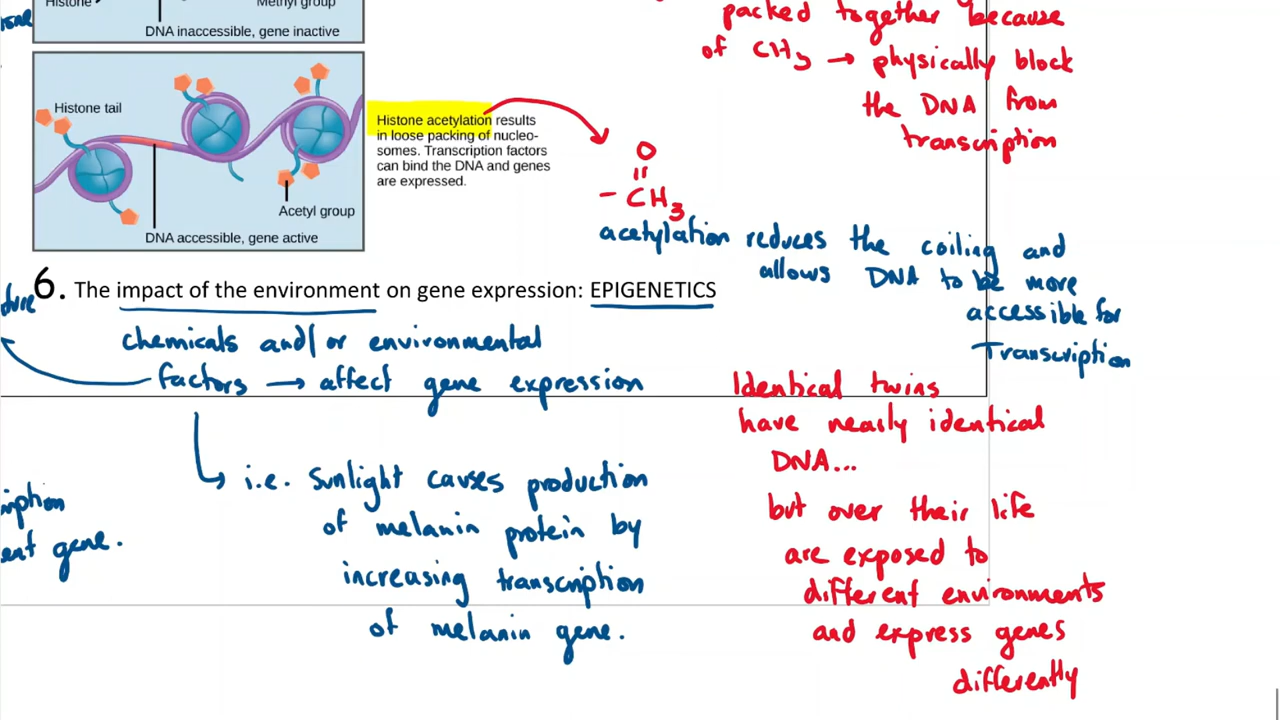 Histone
Methyl group
DNA inaccessible, gene inactive
packed together because
of CH3 → physically block
the DNA from
transcription
Histone tail
Acetyl group
DNA accessible, gene active
Histone acetylation results
in loose packing of nucleo-
somes. Transcription factors
can bind the DNA and genes
are expressed.
O
=
– CH3
acetylation reduces the coiling and
allows DNA to be more
accessible for
Transcription
6. The impact of the environment on gene expression: EPIGENETICS
chemicals and/or environmental
factors → affect gene expression
i.e. Sunlight causes production
of melanin protein by
increasing transcription
of melanin gene.
Identical twins
have nearly identical
DNA...
but over their life
are exposed to
different environments
and express genes
differently
gene.